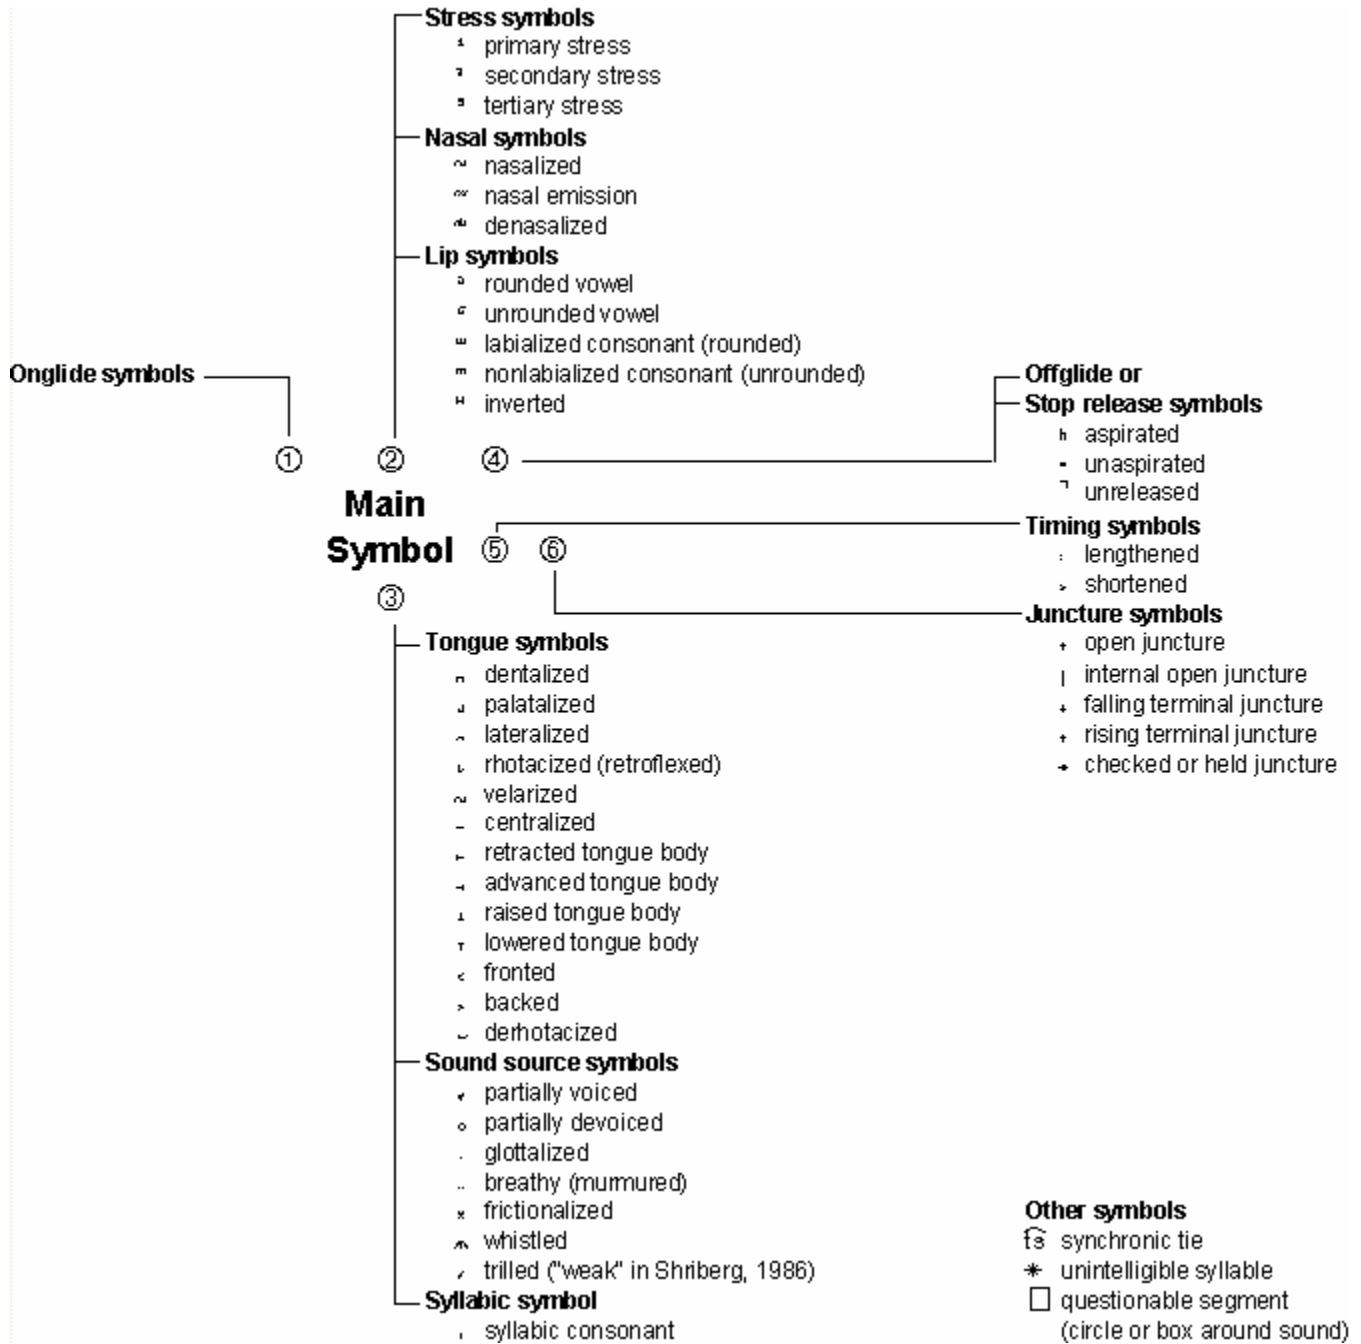 Stress symbols
primary stress
secondary stress
tertiary stress
Nasal symbols
nasalized
nasal emission
denasalized
Lip symbols
rounded vowel
unrounded vowel
labialized consonant (rounded)
nonlabialized consonant (unrounded)
inverted
Onglide symbols
① ② ④
Main
Symbol ⑤ ⑥
③
Offglide or
Stop release symbols
h aspirated
unaspirated
unreleased
Timing symbols
lengthened
shortened
Juncture symbols
open juncture
internal open juncture
falling terminal juncture
rising terminal juncture
checked or held juncture
Tongue symbols
dentalized
palatalized
lateralized
rhotacized (retroflexed)
velarized
centralized
retracted tongue body
advanced tongue body
raised tongue body
lowered tongue body
fronted
backed
derhotacized
Sound source symbols
partially voiced
partially devoiced
glottalized
breathy (murmured)
frictionalized
whistled
trilled ("weak" in Shriberg, 1986)
Syllabic symbol
syllabic consonant
Other symbols
synchronic tie
* unintelligible syllable
□ questionable segment
(circle or box around sound)